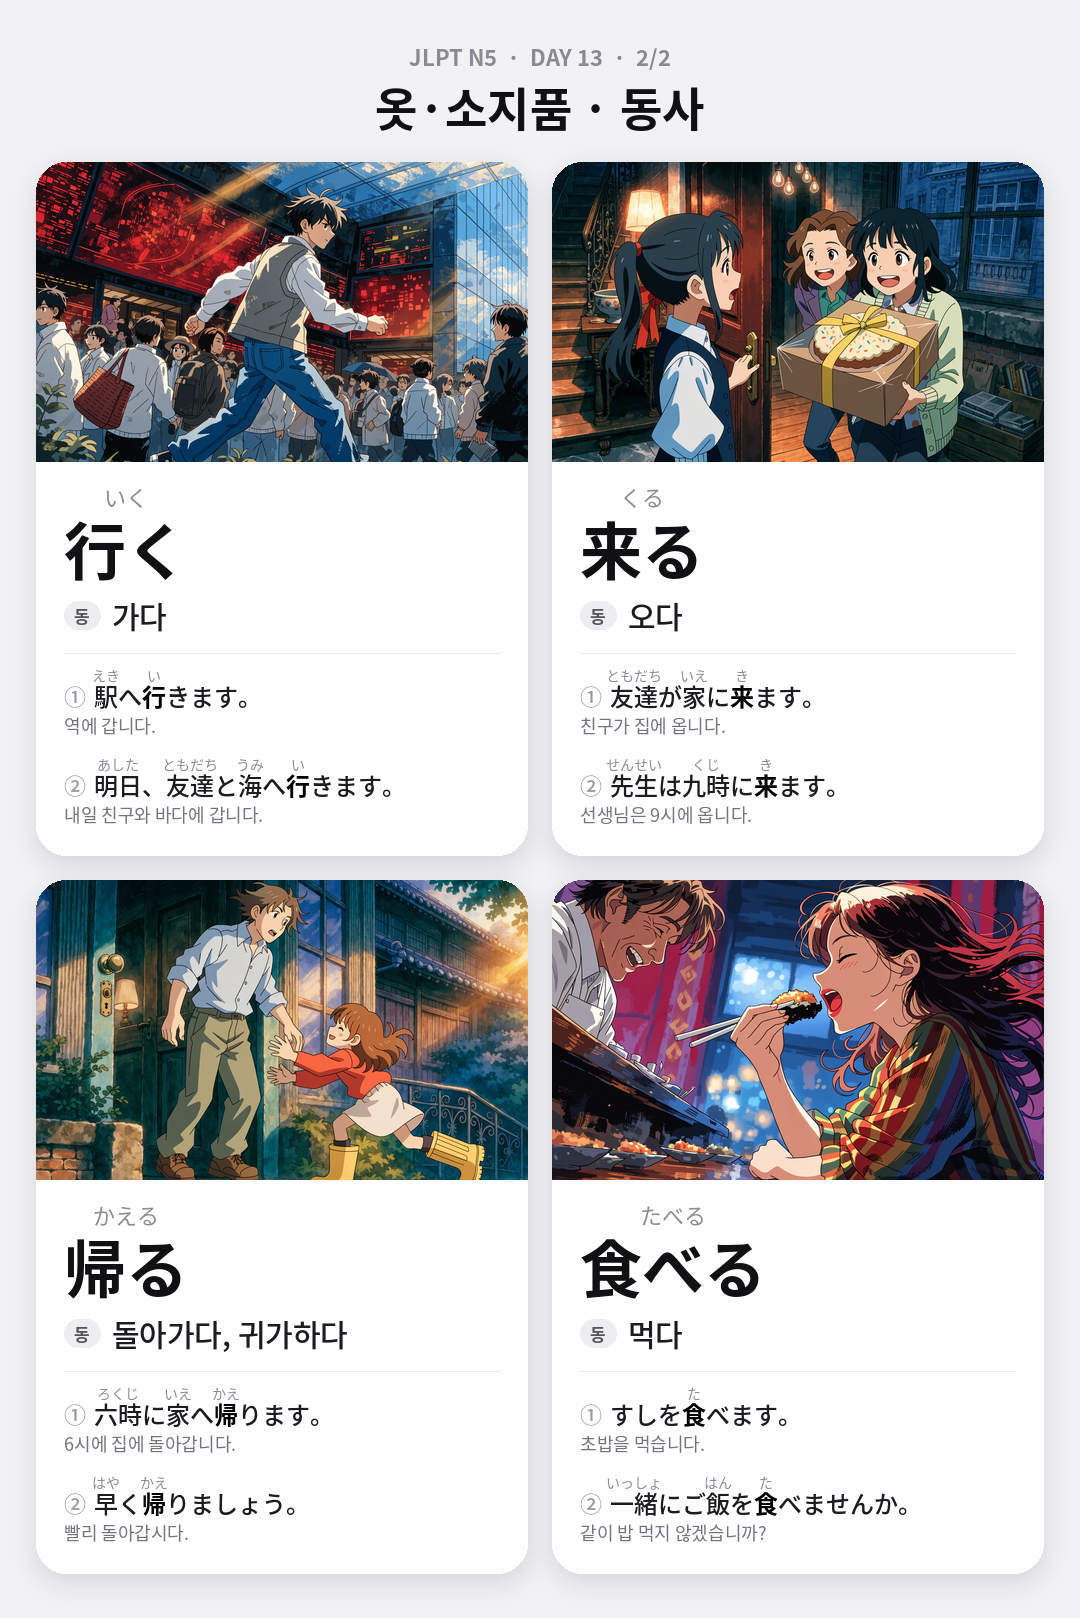 JLPT N5 · DAY 13 · 2/2
옷·소지품 · 동사
いく
行く
동 가다
えき い
① 駅へ行きます。
역에 갑니다.
あした ともだち うみ い
② 明日、友達と海へ行きます。
내일 친구와 바다에 갑니다.
くる
来る
동 오다
ともだち いえ き
① 友達が家に来ます。
친구가 집에 옵니다.
せんせい くじ き
② 先生は九時に来ます。
선생님은 9시에 옵니다.
かえる
帰る
동 돌아가다, 귀가하다
ろくじ いえ かえ
① 六時に家へ帰ります。
6시에 집에 돌아갑니다.
はや かえ
② 早く帰りましょう。
빨리 돌아갑시다.
たべる
食べる
동 먹다
た
① すしを食べます。
초밥을 먹습니다.
いっしょ はん た
② 一緒にご飯を食べませんか。
같이 밥 먹지 않겠습니까?